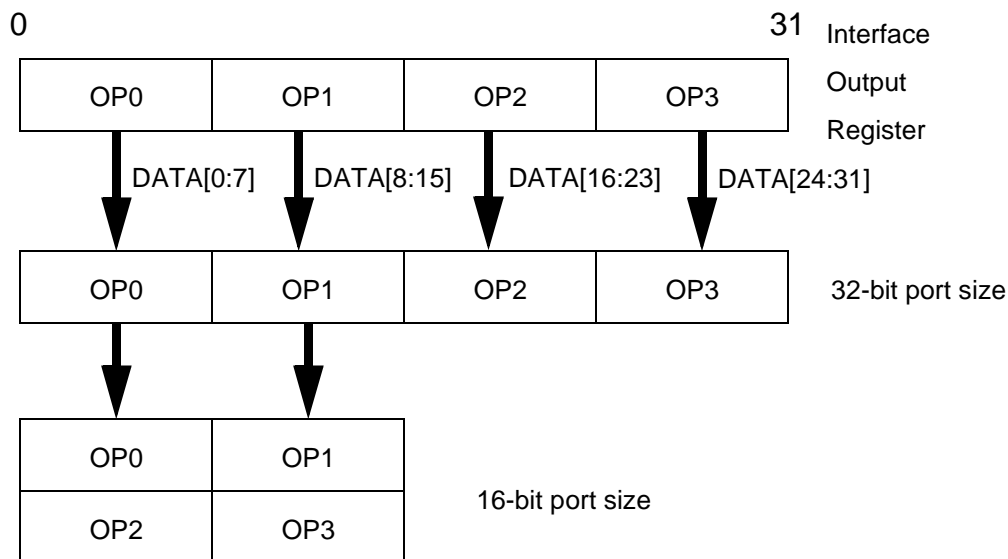 0 31
Interface
Output
Register
OP0 OP1 OP2 OP3
DATA[0:7] DATA[8:15] DATA[16:23] DATA[24:31]
OP0 OP1 OP2 OP3 32-bit port size
OP0 OP1
16-bit port size
OP2 OP3